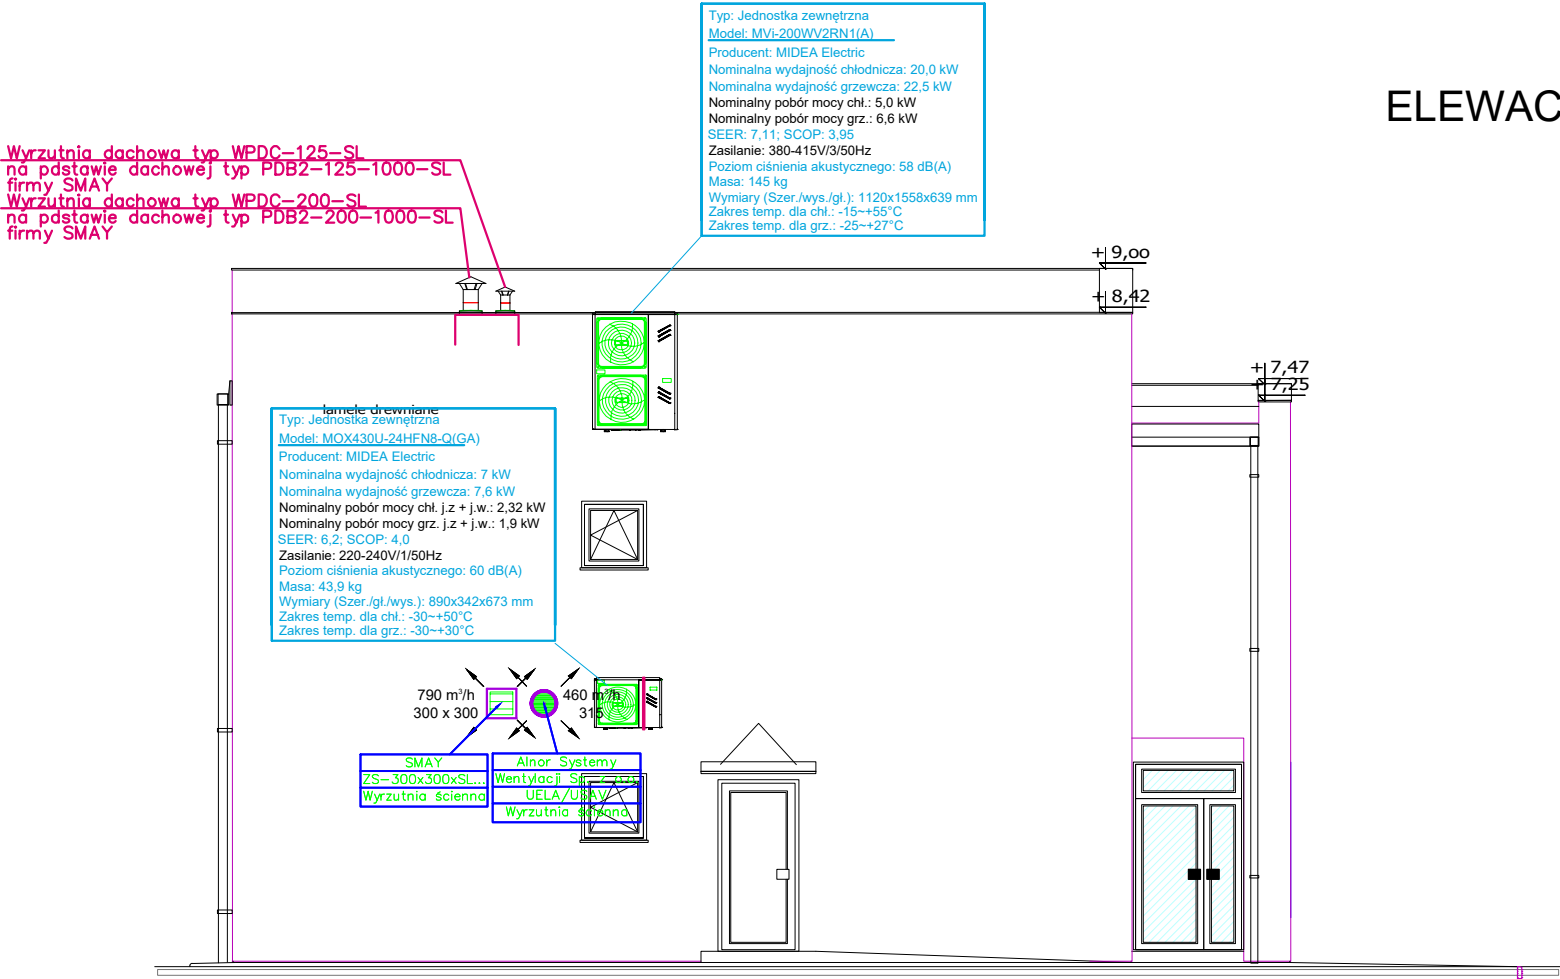 Typ: Jednostka zewnętrzna
Model: MVi-200WV2RN1(A)
Producent: MIDEA Electric
Nominalna wydajność chłodnicza: 20,0 kW
Nominalna wydajność grzewcza: 22,5 kW
Nominalny pobór mocy chł.: 5,0 kW
Nominalny pobór mocy grz.: 6,6 kW
SEER: 7,11; SCOP: 3,95
Zasilanie: 380-415V/3/50Hz
Poziom ciśnienia akustycznego: 58 dB(A)
Masa: 145 kg
Wymiary (Szer./wys./gł.): 1120x1558x639 mm
Zakres temp. dla chł.: -15~+55°C
Zakres temp. dla grz.: -25~+27°C
ELEWAC
Wyrzutnia dachowa typ WPDC-125-SL
na pdstawie dachowej typ PDB2-125-1000-SL
firmy SMAY
Wyrzutnia dachowa typ WPDC-200-SL
na pdstawie dachowej typ PDB2-200-1000-SL
firmy SMAY
+ 9,oo
+ 8,42
+ 7,47
+ 7,25
lamele drewniane
Typ: Jednostka zewnętrzna
Model: MOX430U-24HFN8-Q(GA)
Producent: MIDEA Electric
Nominalna wydajność chłodnicza: 7 kW
Nominalna wydajność grzewcza: 7,6 kW
Nominalny pobór mocy chł. j.z + j.w.: 2,32 kW
Nominalny pobór mocy grz. j.z + j.w.: 1,9 kW
SEER: 6,2; SCOP: 4,0
Zasilanie: 220-240V/1/50Hz
Poziom ciśnienia akustycznego: 60 dB(A)
Masa: 43,9 kg
Wymiary (Szer./gł./wys.): 890x342x673 mm
Zakres temp. dla chł.: -30~+50°C
Zakres temp. dla grz.: -30~+30°C
790 m³/h
300 x 300
460 m³/h
315
SMAY
ZS-300x300xSL...
Wyrzutnia ścienna
Alnor Systemy
Wentylacji Sp.
UELA/USAV
Wyrzutnia ścienna